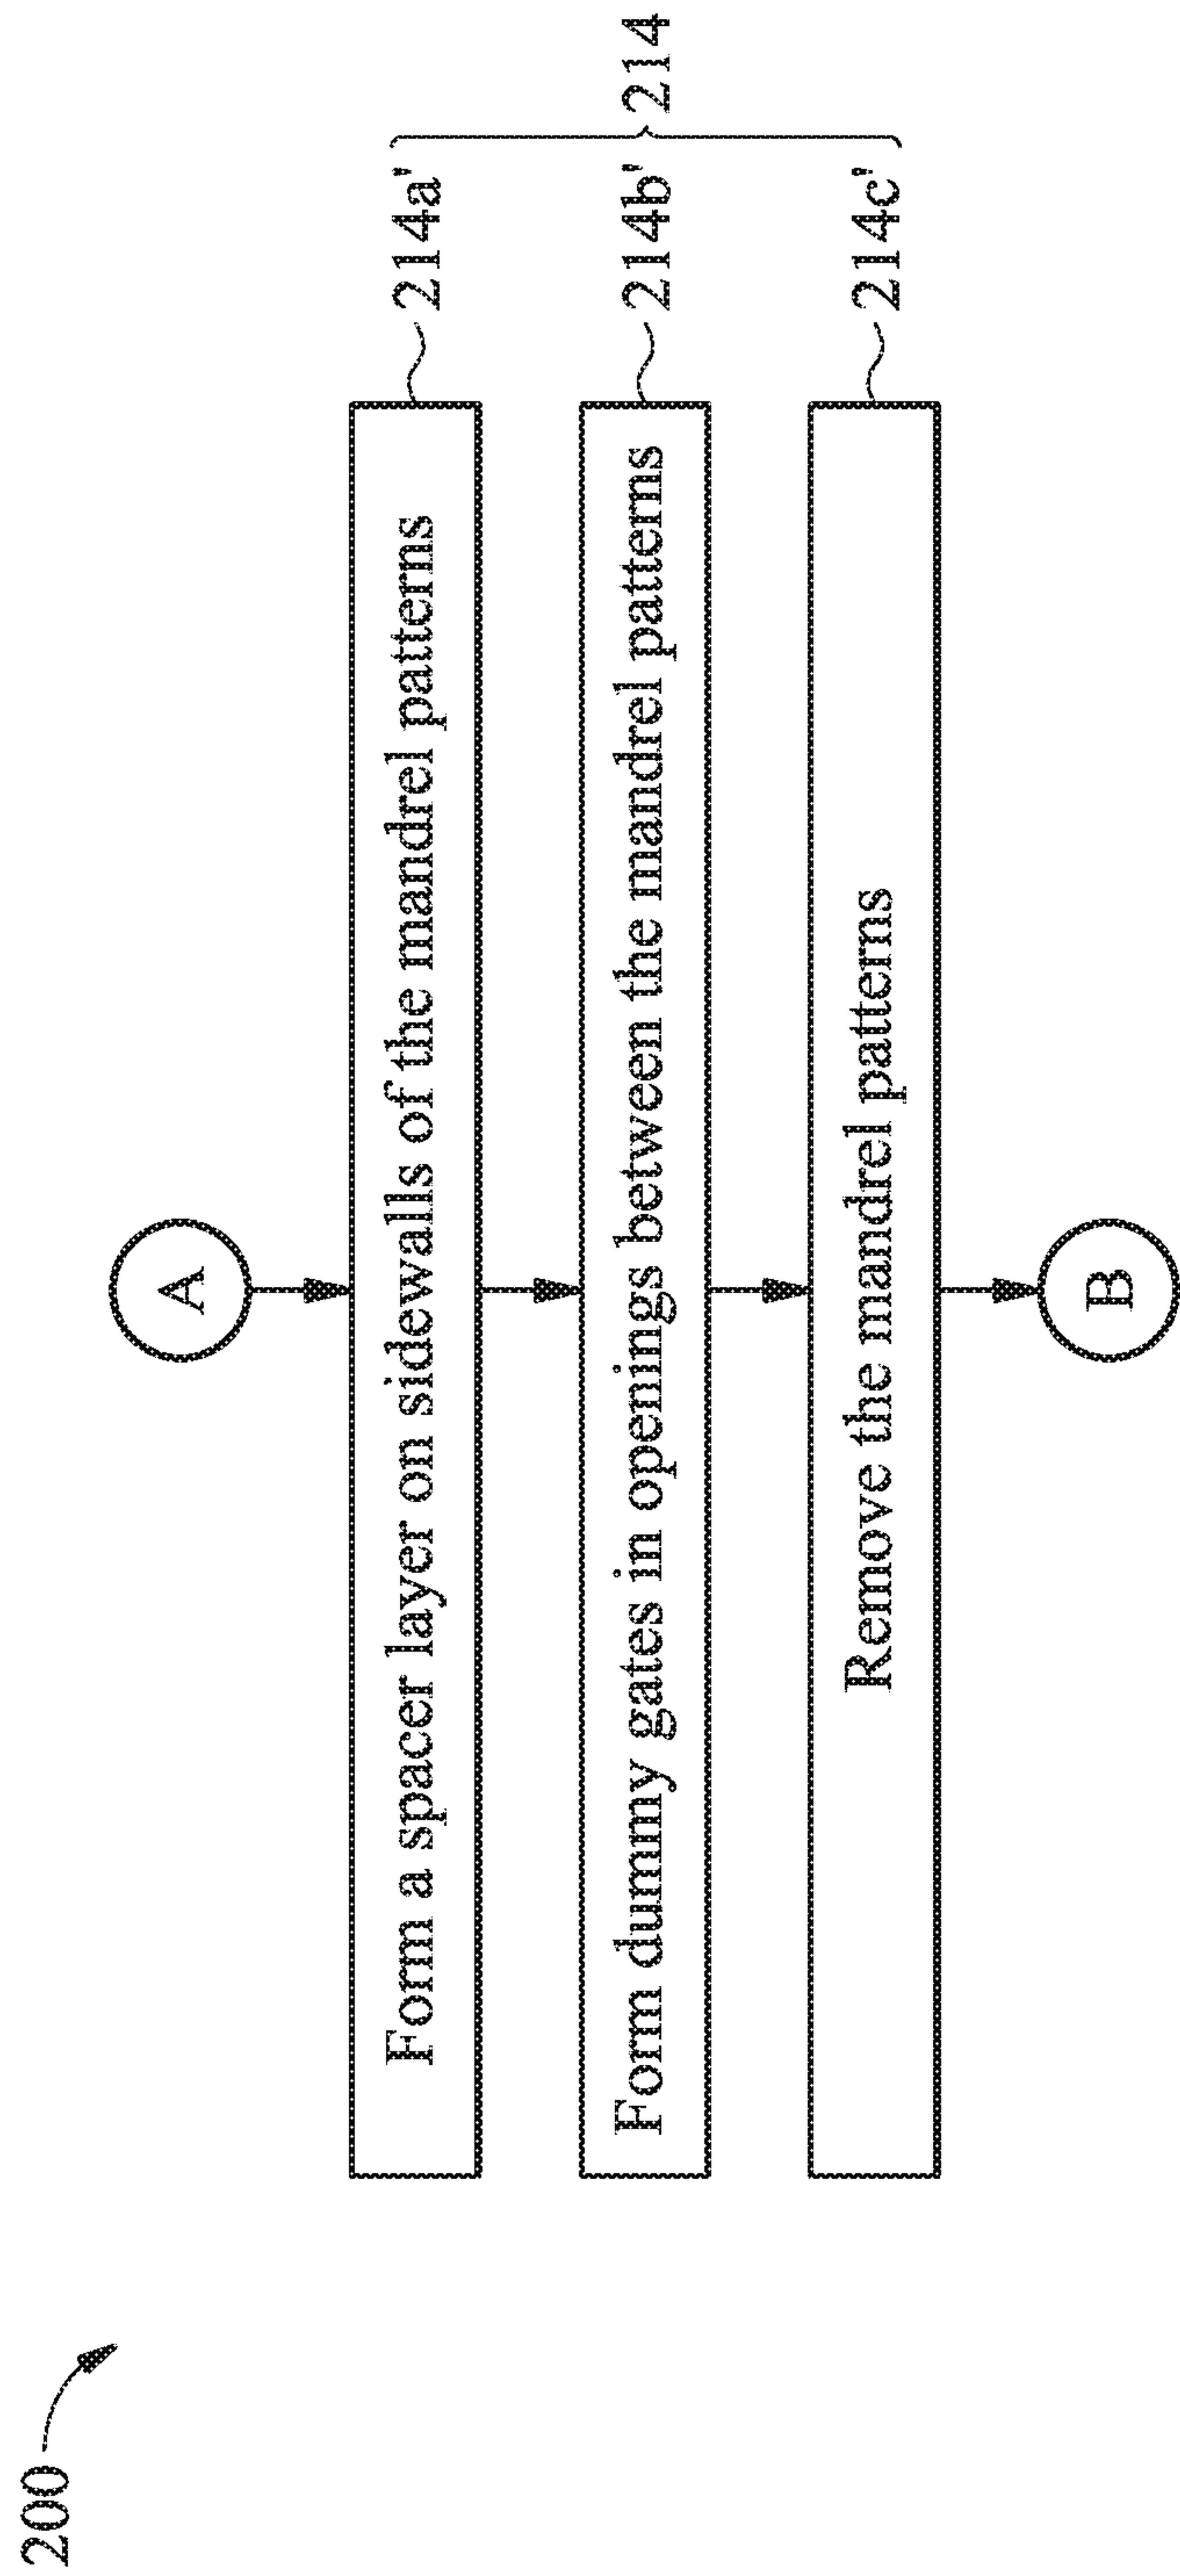 200
A
Form a spacer layer on sidewalls of the mandrel patterns
214a'
Form dummy gates in openings between the mandrel patterns
214b'
214
Remove the mandrel patterns
214c'
B